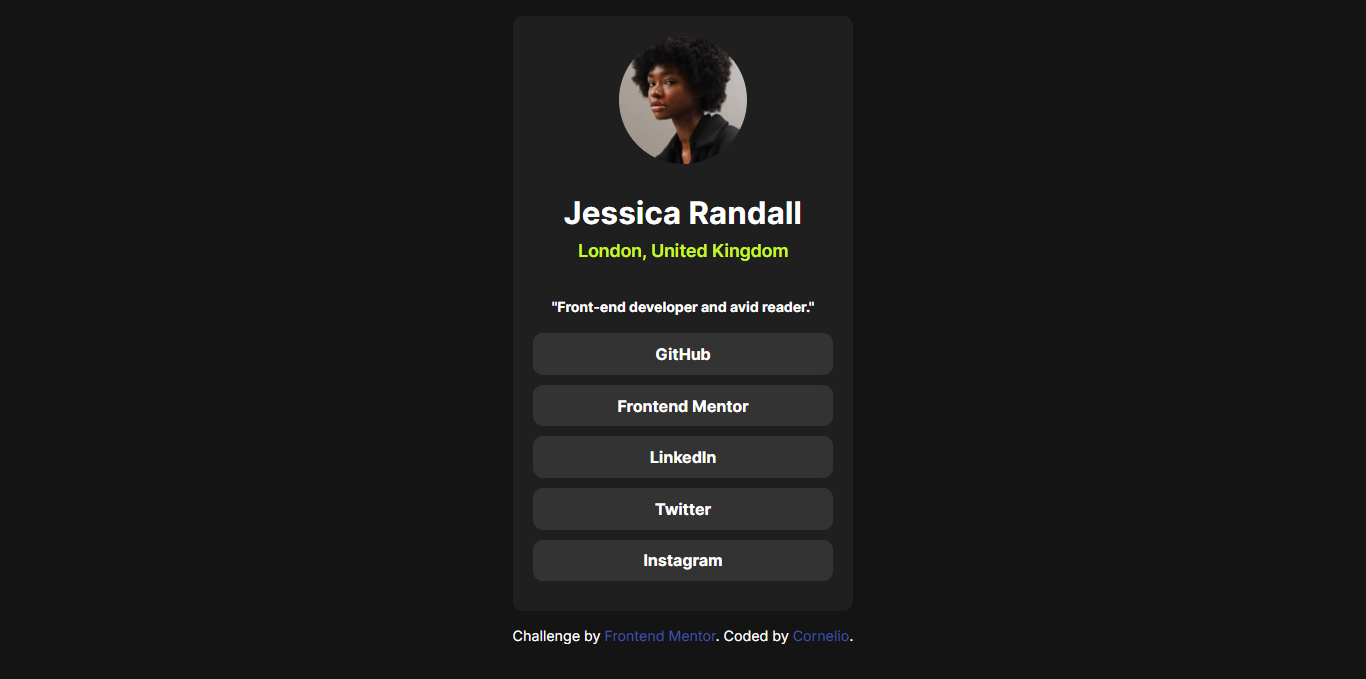 Jessica Randall
London, United Kingdom
"Front-end developer and avid reader."
GitHub
Frontend Mentor
LinkedIn
Twitter
Instagram
Challenge by Frontend Mentor. Coded by Cornelio.